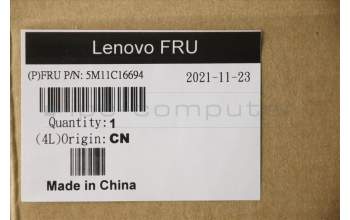 Lenovo FRU
(P)FRU P/N: 5M11C16694 2021-11-23
Quantity: 1
(4L)Origin: CN
Made in China